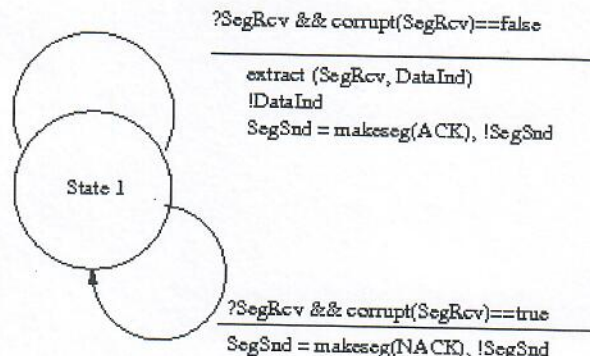 ?SegRcv && corrupt(SegRcv)==false
extract (SegRcv, DataInd)
!DataInd
SegSnd = makeseg(ACK), !SegSnd
State 1
?SegRcv && corrupt(SegRcv)==true
SegSnd = makeseg(NACK), !SegSnd